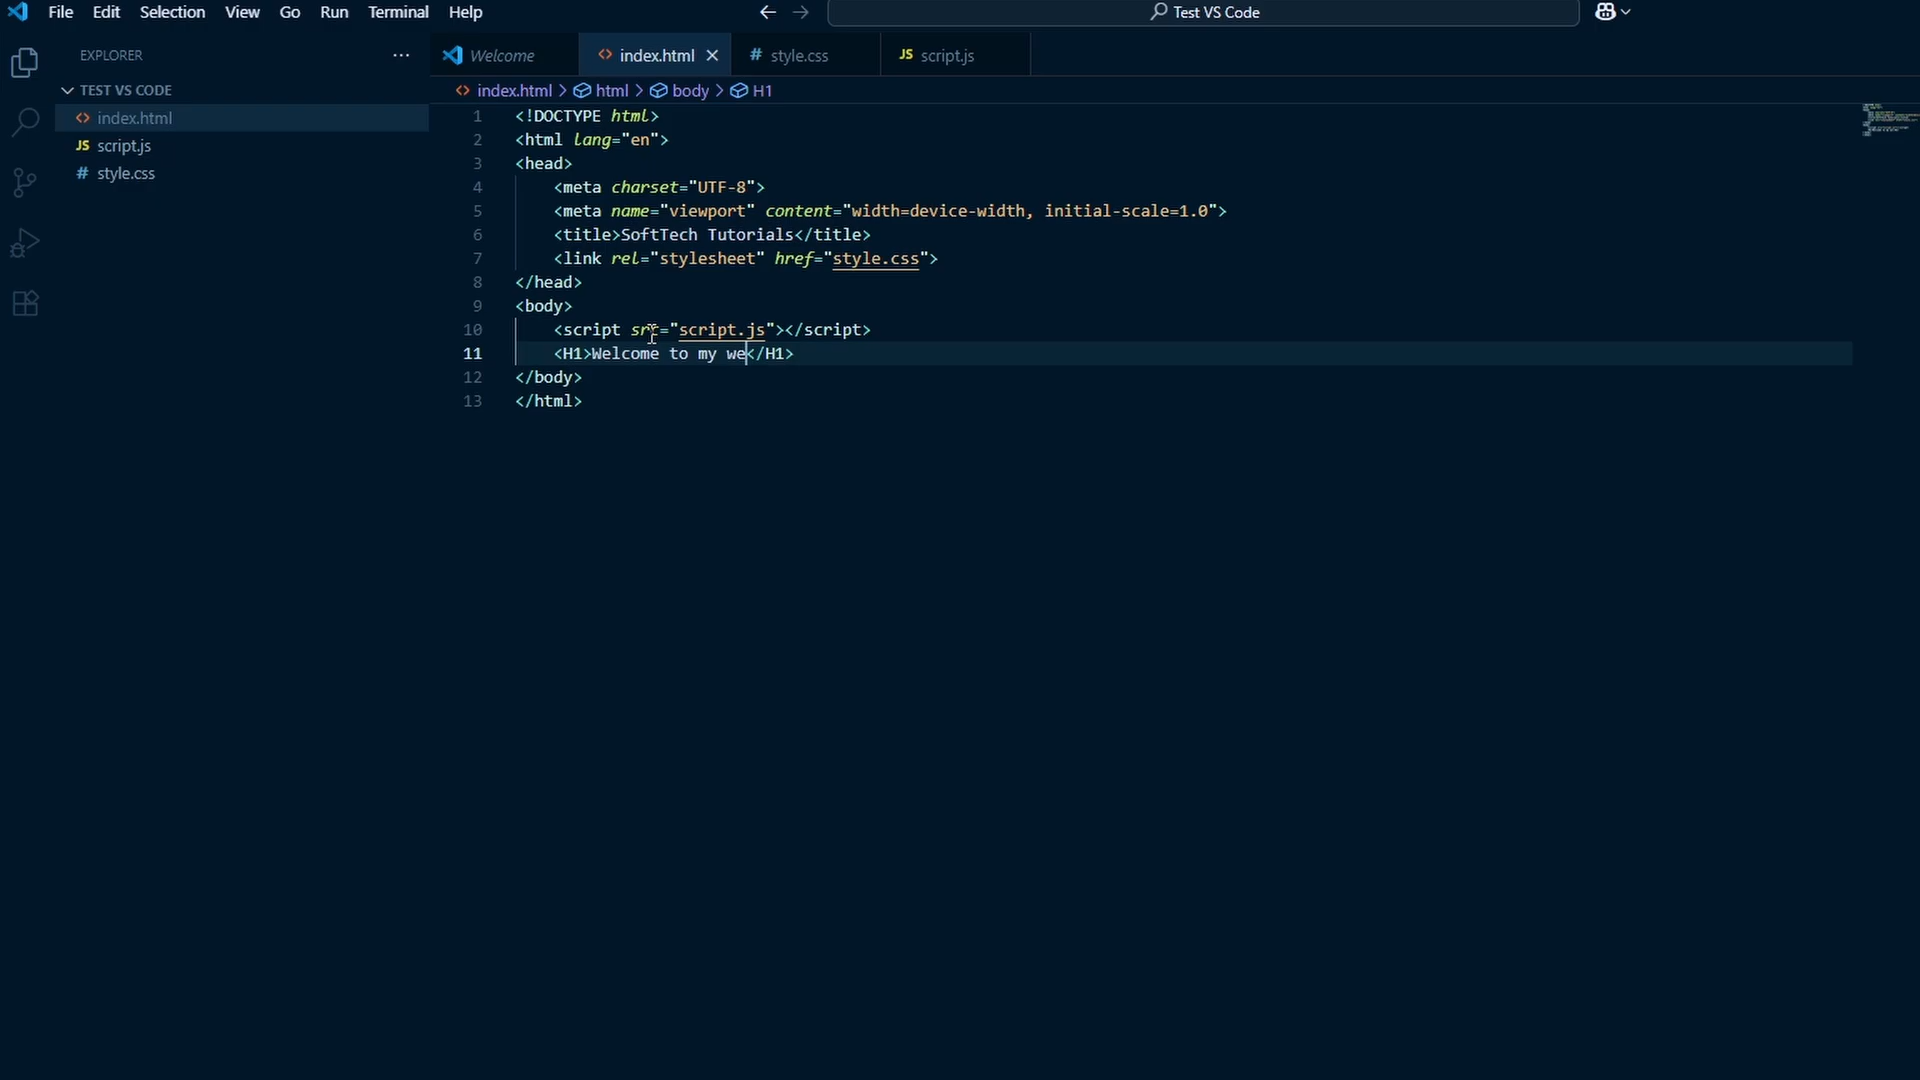 File Edit Selection View Go Run Terminal Help
Test VS Code
EXPLORER
TEST VS CODE
index.html
JS script.js
# style.css
Welcome
index.html
# style.css
JS script.js
index.html > html > body > H1
1 <!DOCTYPE html>
2 <html lang="en">
3 <head>
4 <meta charset="UTF-8">
5 <meta name="viewport" content="width=device-width, initial-scale=1.0">
6 <title>SoftTech Tutorials</title>
7 <link rel="stylesheet" href="style.css">
8 </head>
9 <body>
10 <script src="script.js"></script>
11 <H1>Welcome to my we</H1>
12 </body>
13 </html>